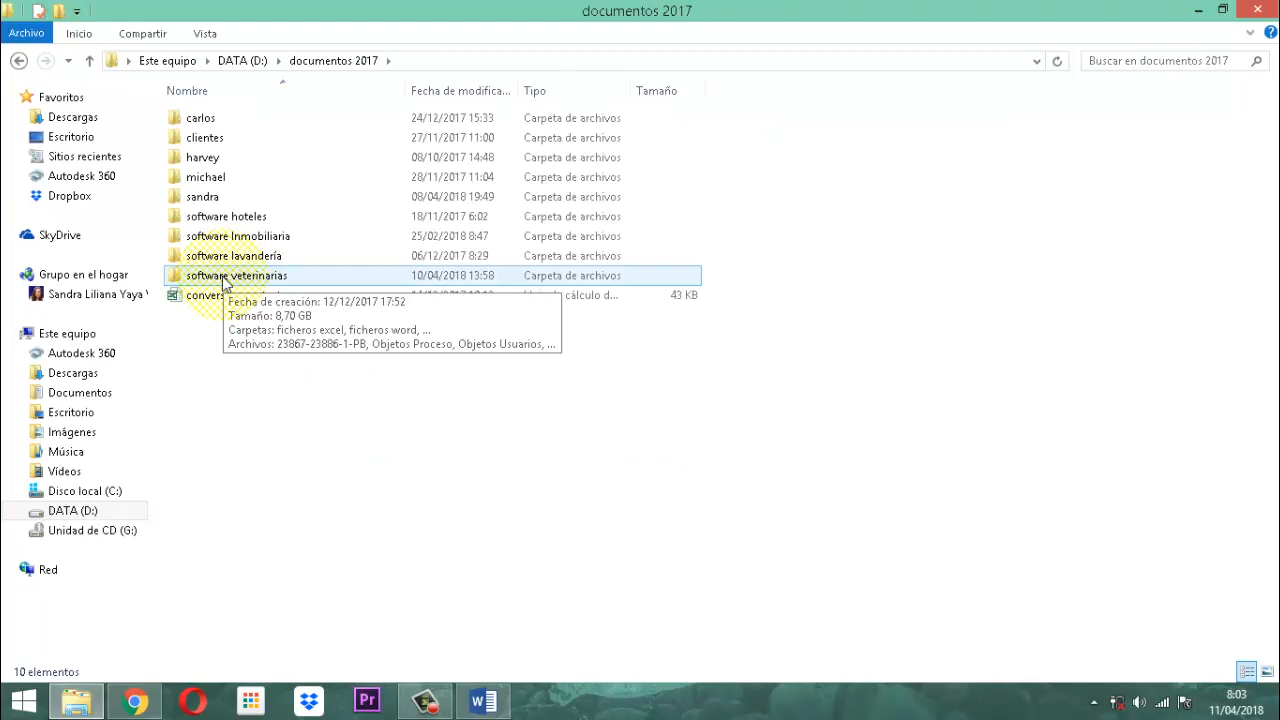 documentos 2017
Archivo Inicio Compartir Vista
Este equipo DATA (D:) documentos 2017 Buscar en documentos 2017
Nombre Fecha de modifica... Tipo Tamaño
Favoritos
Descargas
Escritorio
Sitios recientes
Autodesk 360
Dropbox
SkyDrive
Grupo en el hogar
Sandra Liliana Yaya
Este equipo
Autodesk 360
Descargas
Documentos
Escritorio
Imágenes
Música
Vídeos
Disco local (C:)
DATA (D:)
Unidad de CD (G:)
Red
carlos 24/12/2017 15:33 Carpeta de archivos
clientes 27/11/2017 11:00 Carpeta de archivos
harvey 08/10/2017 14:48 Carpeta de archivos
michael 28/11/2017 11:04 Carpeta de archivos
sandra 08/04/2018 19:49 Carpeta de archivos
software hoteles 18/11/2017 6:02 Carpeta de archivos
software Inmobiliaria 25/02/2018 8:47 Carpeta de archivos
software lavandería 06/12/2017 8:29 Carpeta de archivos
software veterinarias 10/04/2018 13:58 Carpeta de archivos
43 KB
Fecha de creación: 12/12/2017 17:52
Tamaño: 8,70 GB
Carpetas: ficheros excel, ficheros word, ...
Archivos: 23867-23886-1-PB, Objetos Proceso, Objetos Usuarios, ...
10 elementos
Pr
8:03
11/04/2018